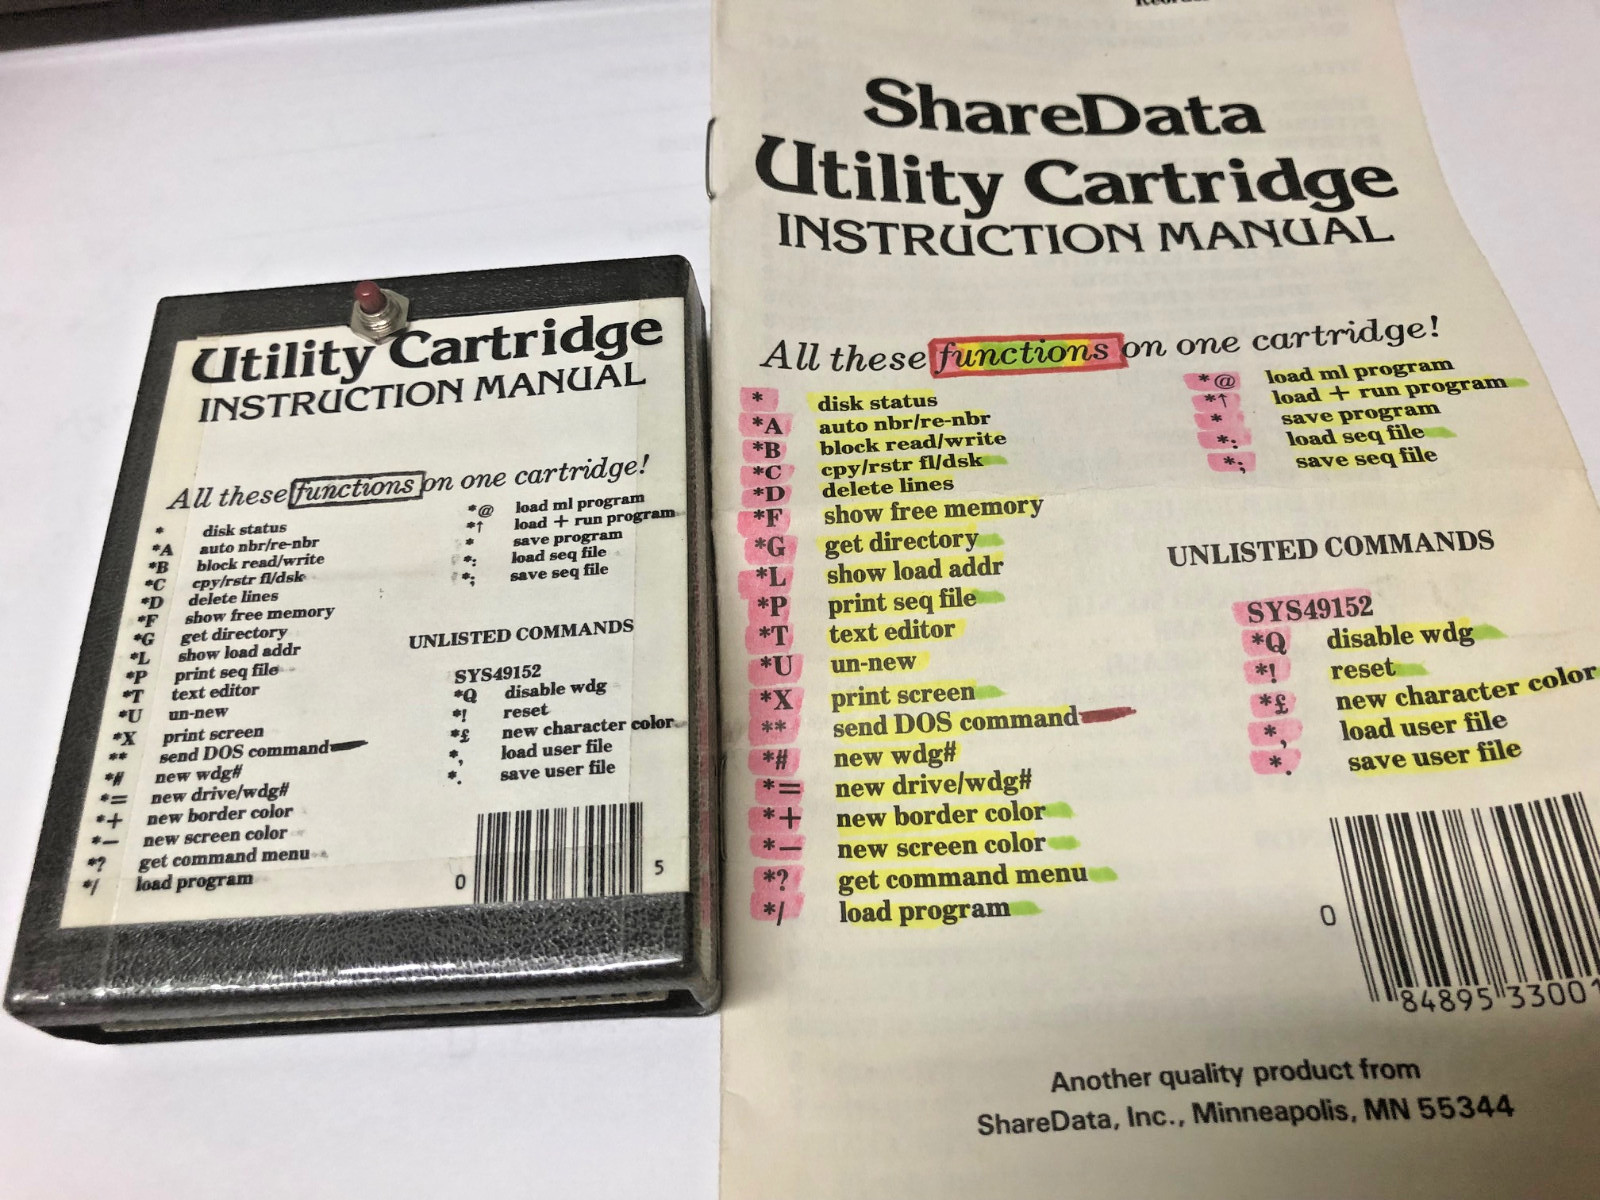 Utility Cartridge
INSTRUCTION MANUAL
All these functions on one cartridge!
* disk status
*A auto nbr/re-nbr
*B block read/write
*C cpy/rstr fl/dsk
*D delete lines
*F show free memory
*G get directory
*L show load addr
*P print seq file
*T text editor
*U un-new
*X print screen
** send DOS command
*# new wdg#
*= new drive/wdg#
*+ new border color
*− new screen color
*? get command menu
*/ load program
*@ load ml program
*↑ load + run program
* save program
*: load seq file
*; save seq file
UNLISTED COMMANDS
SYS49152
*Q disable wdg
*! reset
*£ new character color
*, load user file
*. save user file
0 5
ShareData
Utility Cartridge
INSTRUCTION MANUAL
All these functions on one cartridge!
* disk status
*A auto nbr/re-nbr
*B block read/write
*C cpy/rstr fl/dsk
*D delete lines
*F show free memory
*G get directory
*L show load addr
*P print seq file
*T text editor
*U un-new
*X print screen
** send DOS command
*# new wdg#
*= new drive/wdg#
*+ new border color
*− new screen color
*? get command menu
*/ load program
*@ load ml program
*↑ load + run program
* save program
*: load seq file
*; save seq file
UNLISTED COMMANDS
SYS49152
*Q disable wdg
*! reset
*£ new character color
*, load user file
*. save user file
0 84895 33001
Another quality product from
ShareData, Inc., Minneapolis, MN 55344